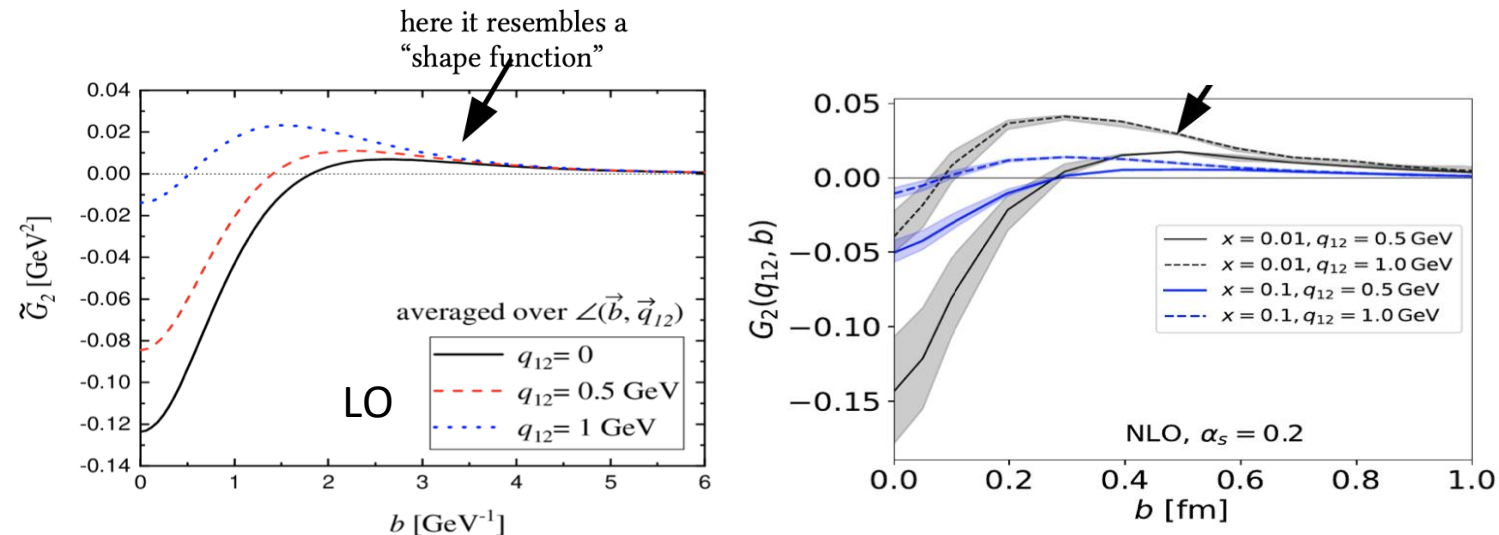 here it resembles a
“shape function”
0.04
0.02
0.00
-0.02
-0.04
-0.06
-0.08
-0.10
-0.12
-0.14
G̃₂ [GeV²]
averaged over ∠(b⃗, q⃗₁₂)
q₁₂= 0
q₁₂= 0.5 GeV
q₁₂= 1 GeV
LO
0 1 2 3 4 5 6
b [GeV⁻¹]
0.05
0.00
−0.05
−0.10
−0.15
G₂(q₁₂, b)
x = 0.01, q₁₂ = 0.5 GeV
x = 0.01, q₁₂ = 1.0 GeV
x = 0.1, q₁₂ = 0.5 GeV
x = 0.1, q₁₂ = 1.0 GeV
NLO, αₛ = 0.2
0.0 0.2 0.4 0.6 0.8 1.0
b [fm]